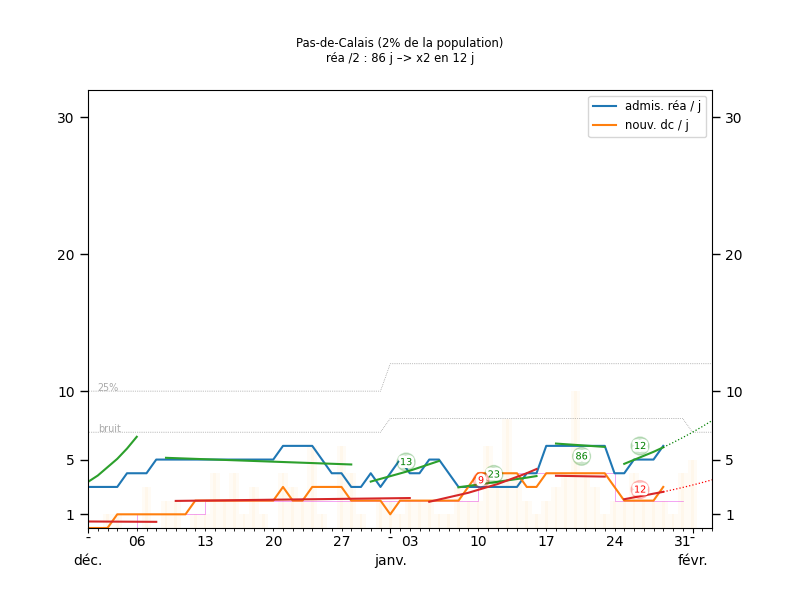 Pas-de-Calais (2% de la population)
réa /2 : 86 j –> x2 en 12 j
admis. réa / j
nouv. dc / j
30 30
20 20
10 10
5 5
1 1
25%
bruit
13
9
23
86
12
12
- 06 13 20 27 - 03 10 17 24 31 -
déc. janv. févr.